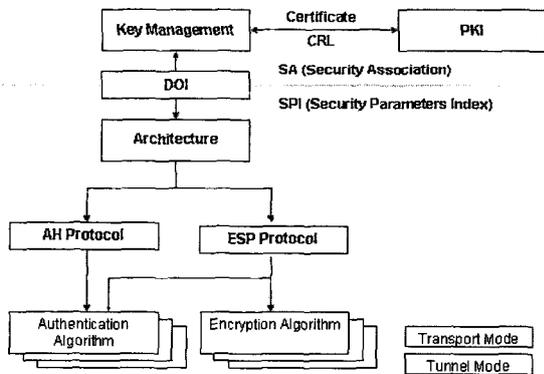 Certificate
Key Management
PKI
CRL
SA (Security Association)
DOI
SPI (Security Parameters Index)
Architecture
AH Protocol
ESP Protocol
Authentication
Algorithm
Encryption Algorithm
Transport Mode
Tunnel Mode